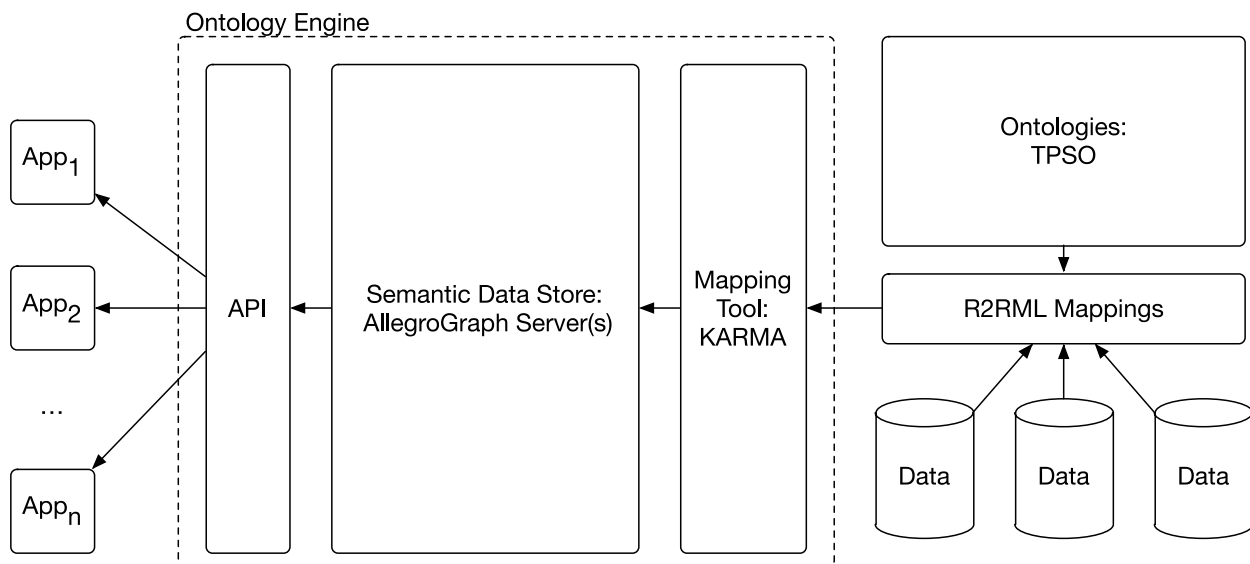 Ontology Engine
App1
App2
...
Appn
API
Semantic Data Store:
AllegroGraph Server(s)
Mapping
Tool:
KARMA
Ontologies:
TPSO
R2RML Mappings
Data
Data
Data